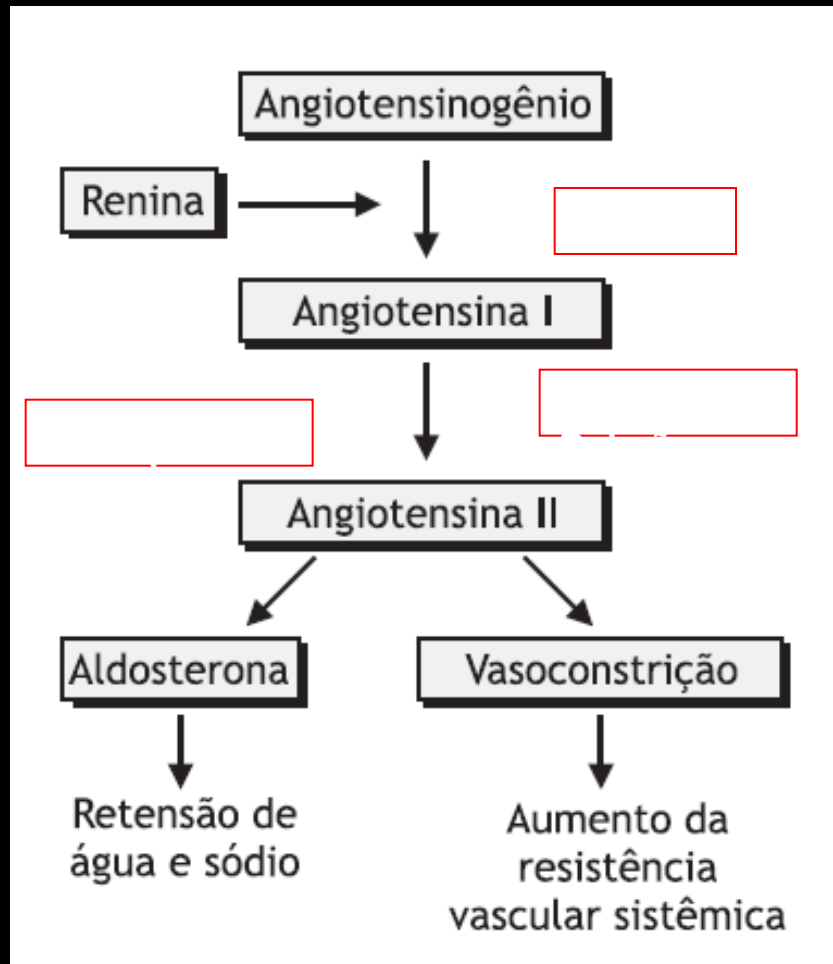 Angiotensinogênio
Renina
Angiotensina I
Angiotensina II
Aldosterona
Vasoconstrição
Retensão de
água e sódio
Aumento da
resistência
vascular sistêmica